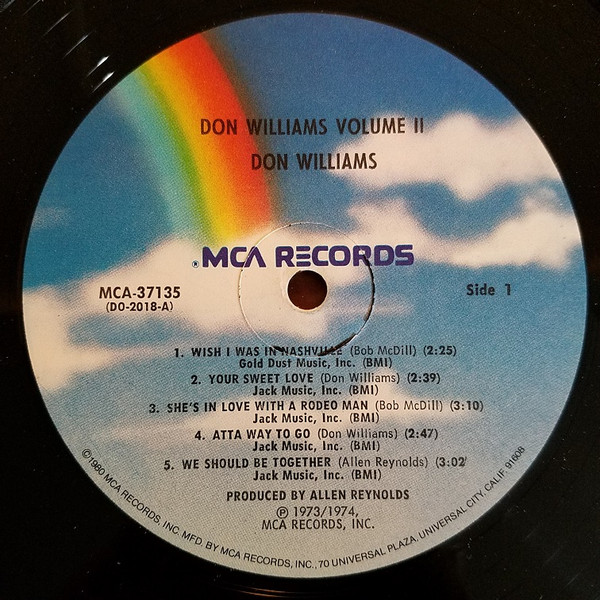 DON WILLIAMS VOLUME II
DON WILLIAMS
®MCA RECORDS
MCA-37135
(DO-2018-A)
Side 1
1. WISH I WAS IN NASHVILLE (Bob McDill) (2:25)
Gold Dust Music, Inc. (BMI)
2. YOUR SWEET LOVE (Don Williams) (2:39)
Jack Music, Inc. (BMI)
3. SHE'S IN LOVE WITH A RODEO MAN (Bob McDill) (3:10)
Jack Music, Inc. (BMI)
4. ATTA WAY TO GO (Don Williams) (2:47)
Jack Music, Inc. (BMI)
5. WE SHOULD BE TOGETHER (Allen Reynolds) (3:02)
Jack Music, Inc. (BMI)
PRODUCED BY ALLEN REYNOLDS
℗ 1973/1974,
MCA RECORDS, INC.
©1980 MCA RECORDS, INC. MFD. BY MCA RECORDS, INC., 70 UNIVERSAL PLAZA, UNIVERSAL CITY, CALIF. 91608